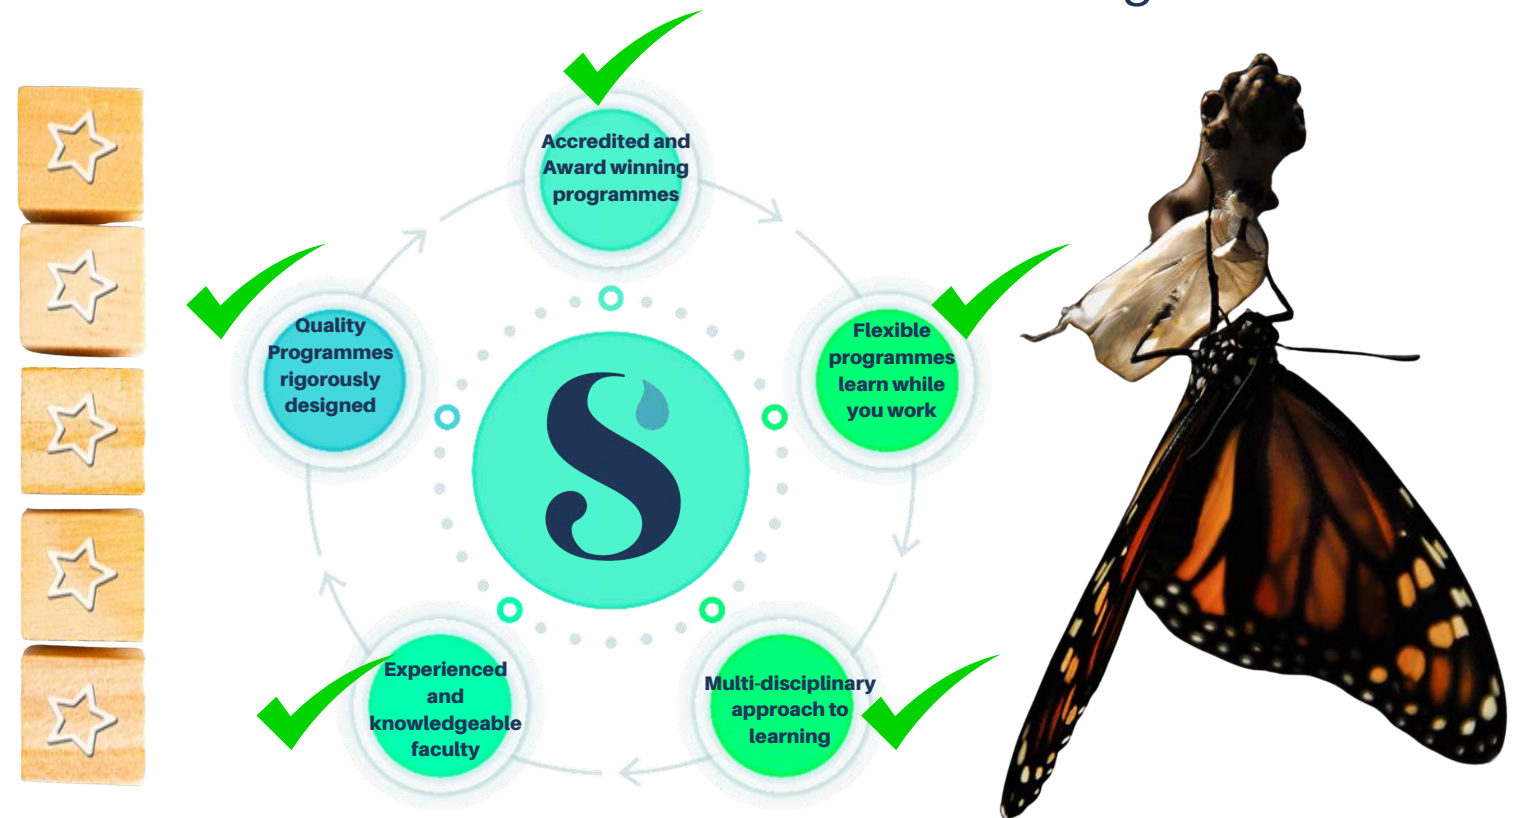 Accredited and
Award winning
programmes
Flexible
programmes
learn while
you work
Multi-disciplinary
approach to
learning
Experienced
and
knowledgeable
faculty
Quality
Programmes
rigorously
designed
S